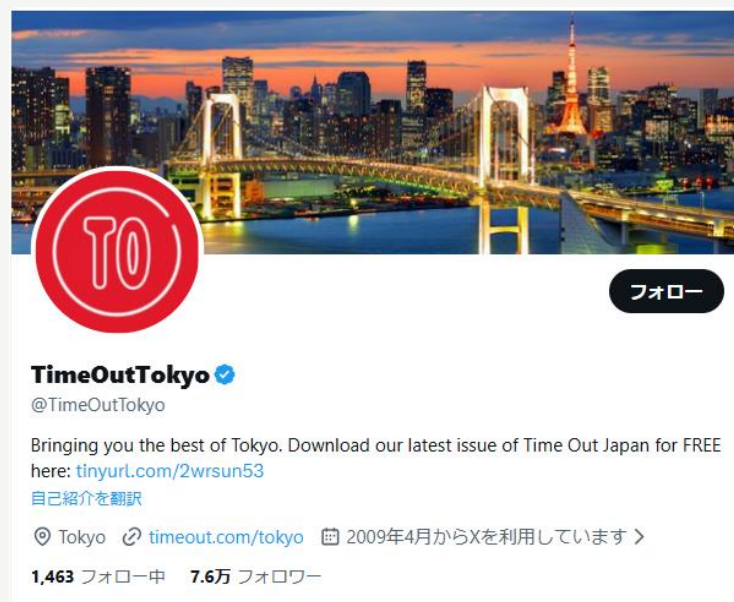 TO
フォロー
TimeOutTokyo
@TimeOutTokyo
Bringing you the best of Tokyo. Download our latest issue of Time Out Japan for FREE
here: tinyurl.com/2wrsun53
自己紹介を翻訳
Tokyo timeout.com/tokyo 2009年4月からXを利用しています
1,463 フォロー中 7.6万 フォロワー